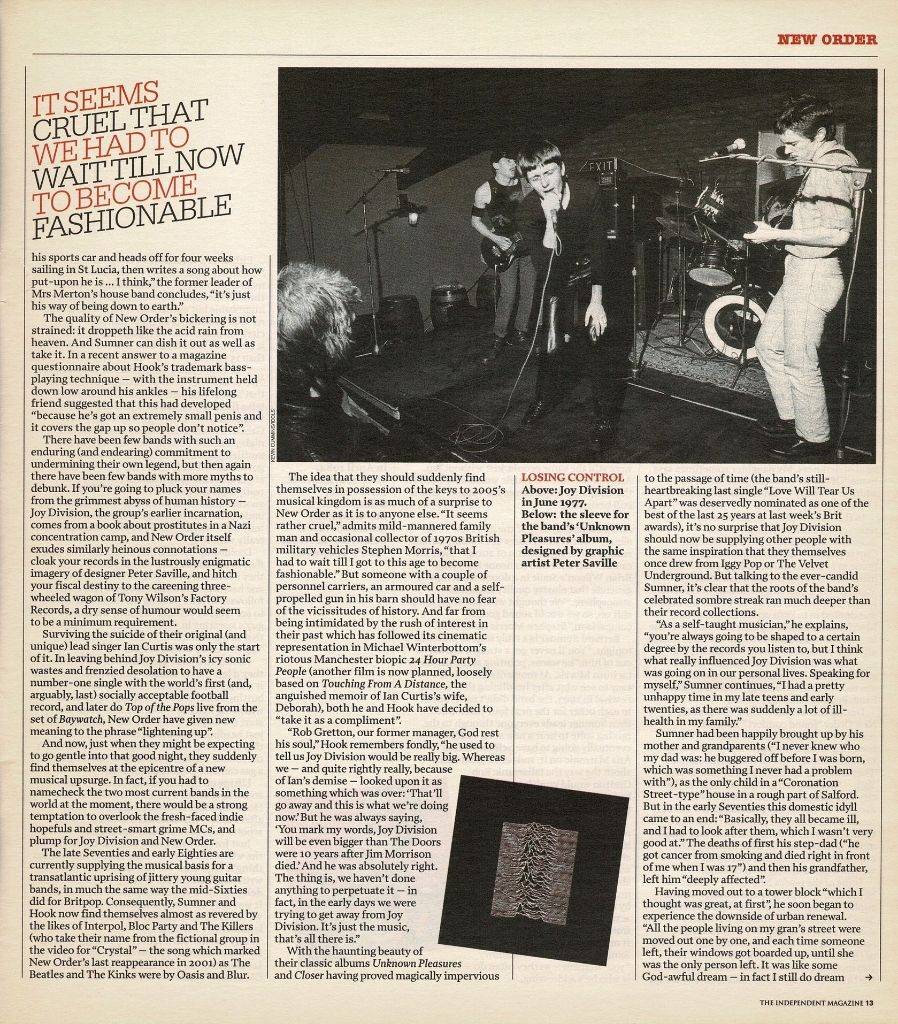 NEW ORDER
IT SEEMS
CRUEL THAT
WE HAD TO
WAIT TILL NOW
TO BECOME
FASHIONABLE
his sports car and heads off for four weeks
sailing in St Lucia, then writes a song about how
put-upon he is ... I think,” the former leader of
Mrs Merton’s house band concludes, “it’s just
his way of being down to earth.”
The quality of New Order’s bickering is not
strained: it droppeth like the acid rain from
heaven. And Sumner can dish it out as well as
take it. In a recent answer to a magazine
questionnaire about Hook’s trademark bass-
playing technique – with the instrument held
down low around his ankles – his lifelong
friend suggested that this had developed
“because he’s got an extremely small penis and
it covers the gap up so people don’t notice”.
There have been few bands with such an
enduring (and endearing) commitment to
undermining their own legend, but then again
there have been few bands with more myths to
debunk. If you’re going to pluck your names
from the grimmest abyss of human history –
Joy Division, the group’s earlier incarnation,
comes from a book about prostitutes in a Nazi
concentration camp, and New Order itself
exudes similarly heinous connotations –
cloak your records in the lustrously enigmatic
imagery of designer Peter Saville, and hitch
your fiscal destiny to the careening three-
wheeled wagon of Tony Wilson’s Factory
Records, a dry sense of humour would seem
to be a minimum requirement.
Surviving the suicide of their original (and
unique) lead singer Ian Curtis was only the start
of it. In leaving behind Joy Division’s icy sonic
wastes and frenzied desolation to have a
number-one single with the world’s first (and,
arguably, last) socially acceptable football
record, and later do Top of the Pops live from the
set of Baywatch, New Order have given new
meaning to the phrase “lightening up”.
And now, just when they might be expecting
to go gentle into that good night, they suddenly
find themselves at the epicentre of a new
musical upsurge. In fact, if you had to
namecheck the two most current bands in the
world at the moment, there would be a strong
temptation to overlook the fresh-faced indie
hopefuls and street-smart grime MCs, and
plump for Joy Division and New Order.
The late Seventies and early Eighties are
currently supplying the musical basis for a
transatlantic uprising of jittery young guitar
bands, in much the same way the mid-Sixties
did for Britpop. Consequently, Sumner and
Hook now find themselves almost as revered by
the likes of Interpol, Bloc Party and The Killers
(who take their name from the fictional group in
the video for “Crystal” – the song which marked
New Order’s last reappearance in 2001) as The
Beatles and The Kinks were by Oasis and Blur.
EXIT
KEVIN CUMMINS/IDOLS
The idea that they should suddenly find
themselves in possession of the keys to 2005’s
musical kingdom is as much of a surprise to
New Order as it is to anyone else. “It seems
rather cruel,” admits mild-mannered family
man and occasional collector of 1970s British
military vehicles Stephen Morris, “that I
had to wait till I got to this age to become
fashionable.” But someone with a couple of
personnel carriers, an armoured car and a self-
propelled gun in his barn should have no fear
of the vicissitudes of history. And far from
being intimidated by the rush of interest in
their past which has followed its cinematic
representation in Michael Winterbottom’s
riotous Manchester biopic 24 Hour Party
People (another film is now planned, loosely
based on Touching From A Distance, the
anguished memoir of Ian Curtis’s wife,
Deborah), both he and Hook have decided to
“take it as a compliment”.
“Rob Gretton, our former manager, God rest
his soul,” Hook remembers fondly, “he used to
tell us Joy Division would be really big. Whereas
we – and quite rightly really, because
of Ian’s demise – looked upon it as
something which was over: ‘That’ll
go away and this is what we’re doing
now.’ But he was always saying,
‘You mark my words, Joy Division
will be even bigger than The Doors
were 10 years after Jim Morrison
died.’ And he was absolutely right.
The thing is, we haven’t done
anything to perpetuate it – in
fact, in the early days we were
trying to get away from Joy
Division. It’s just the music,
that’s all there is.”
With the haunting beauty of
their classic albums Unknown Pleasures
and Closer having proved magically impervious
LOSING CONTROL
Above: Joy Division
in June 1977.
Below: the sleeve for
the band’s ‘Unknown
Pleasures’ album,
designed by graphic
artist Peter Saville
to the passage of time (the band’s still-
heartbreaking last single “Love Will Tear Us
Apart” was deservedly nominated as one of the
best of the last 25 years at last week’s Brit
awards), it’s no surprise that Joy Division
should now be supplying other people with
the same inspiration that they themselves
once drew from Iggy Pop or The Velvet
Underground. But talking to the ever-candid
Sumner, it’s clear that the roots of the band’s
celebrated sombre streak ran much deeper than
their record collections.
“As a self-taught musician,” he explains,
“you’re always going to be shaped to a certain
degree by the records you listen to, but I think
what really influenced Joy Division was what
was going on in our personal lives. Speaking for
myself,” Sumner continues, “I had a pretty
unhappy time in my late teens and early
twenties, as there was suddenly a lot of ill-
health in my family.”
Sumner had been happily brought up by his
mother and grandparents (“I never knew who
my dad was: he buggered off before I was born,
which was something I never had a problem
with”), as the only child in a “Coronation
Street-type” house in a rough part of Salford.
But in the early Seventies this domestic idyll
came to an end: “Basically, they all became ill,
and I had to look after them, which I wasn’t very
good at.” The deaths of first his step-dad (“he
got cancer from smoking and died right in front
of me when I was 17”) and then his grandfather,
left him “deeply affected”.
Having moved out to a tower block “which I
thought was great, at first”, he soon began to
experience the downside of urban renewal.
“All the people living on my gran’s street were
moved out one by one, and each time someone
left, their windows got boarded up, until she
was the only person left. It was like some
God-awful dream – in fact I still do dream →
THE INDEPENDENT MAGAZINE 13